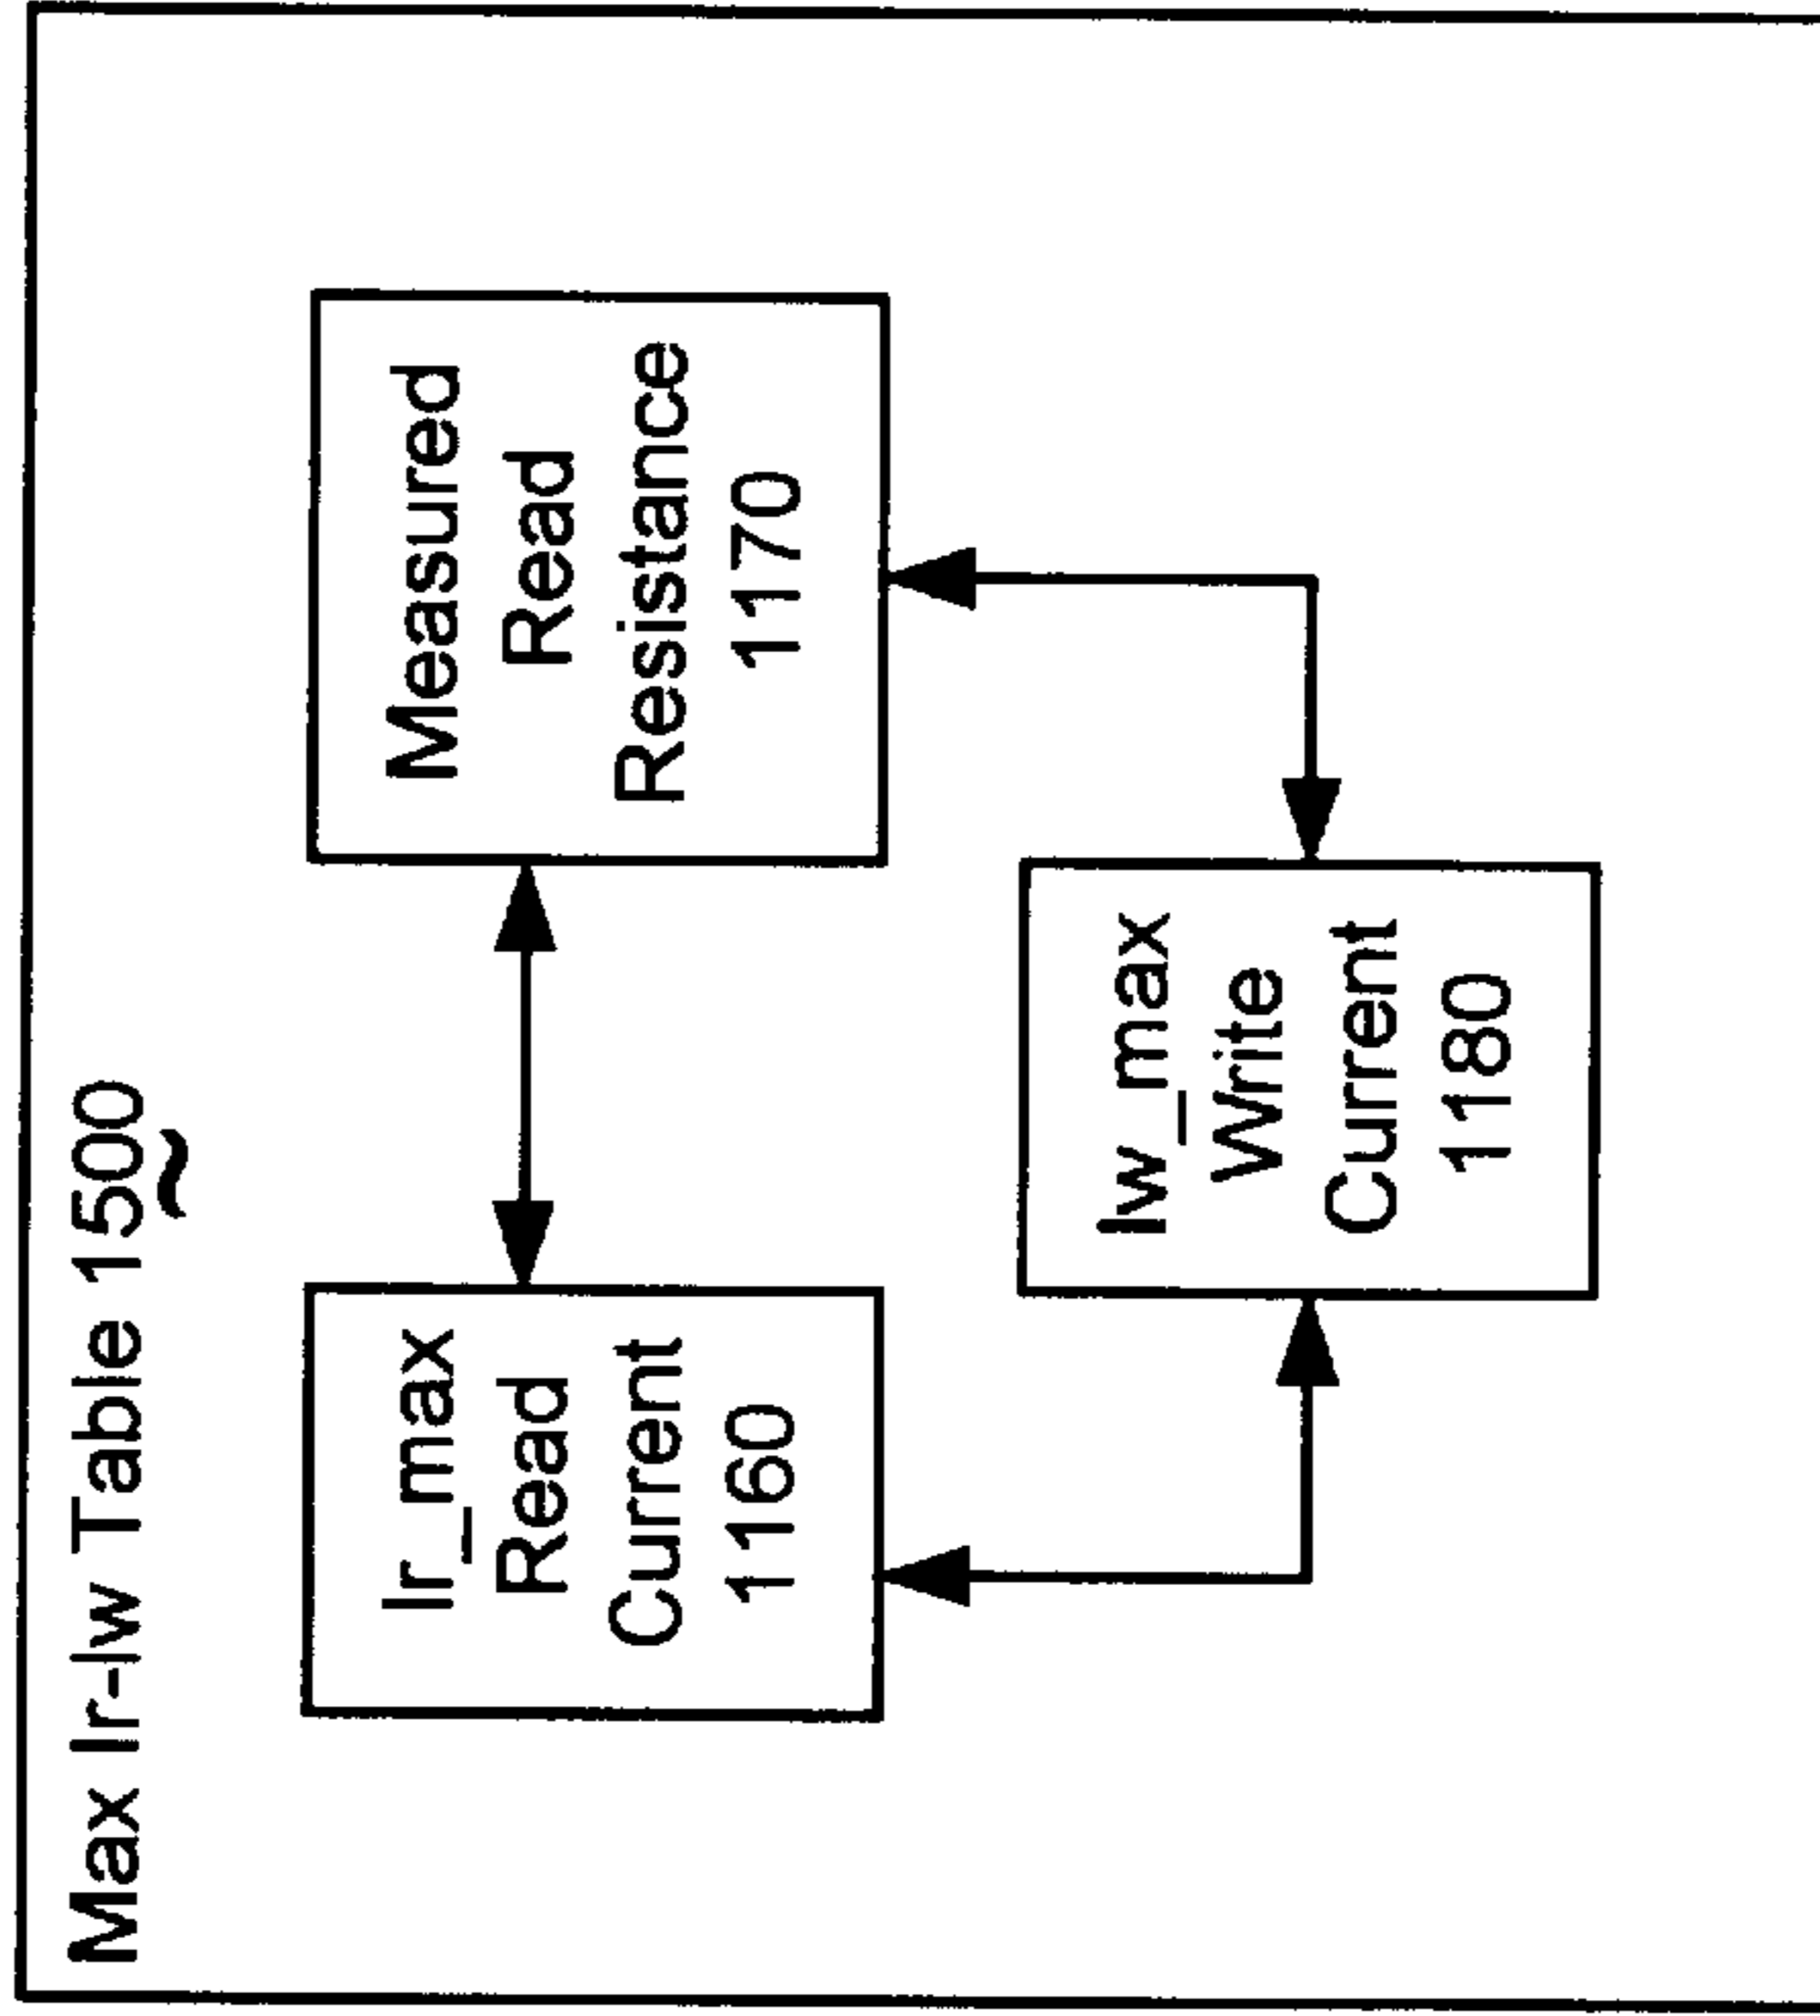 Max Ir-Iw Table 1500
Ir_max
Read
Current
1160
Measured
Read
Resistance
1170
Iw_max
Write
Current
1180